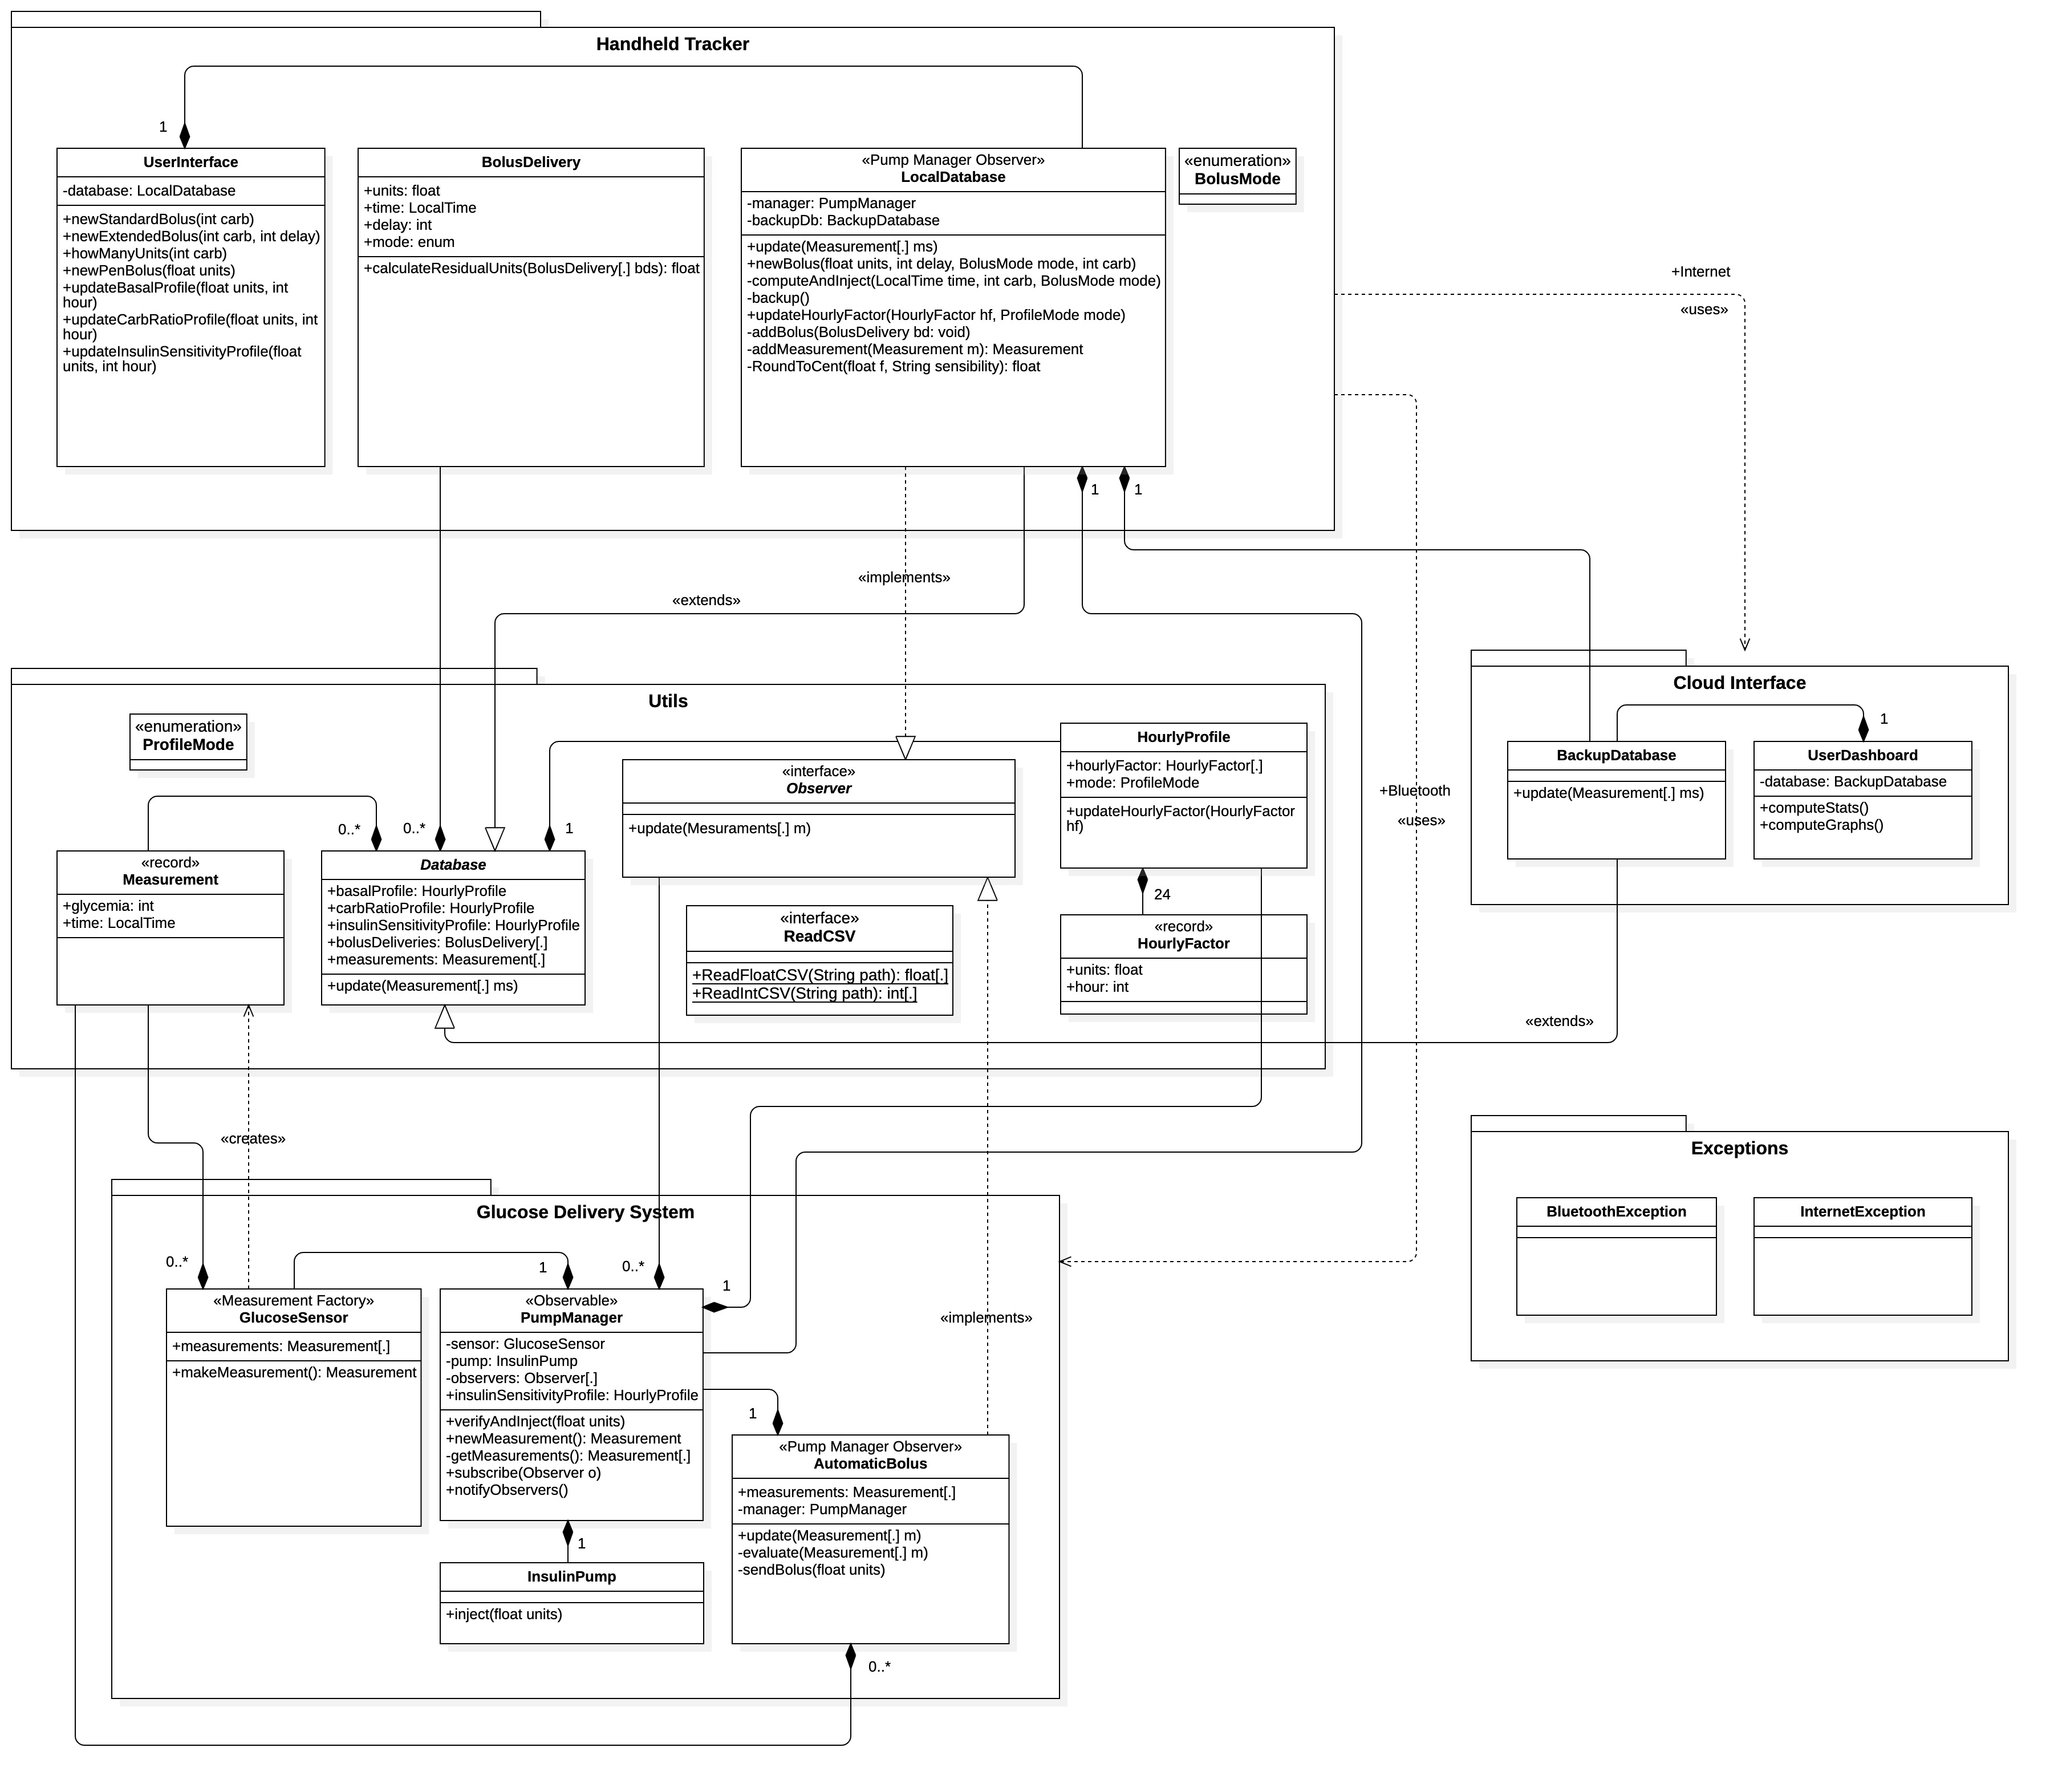 Handheld Tracker
1
UserInterface
-database: LocalDatabase
+newStandardBolus(int carb)
+newExtendedBolus(int carb, int delay)
+howManyUnits(int carb)
+newPenBolus(float units)
+updateBasalProfile(float units, int
hour)
+updateCarbRatioProfile(float units, int
hour)
+updateInsulinSensitivityProfile(float
units, int hour)
BolusDelivery
+units: float
+time: LocalTime
+delay: int
+mode: enum
+calculateResidualUnits(BolusDelivery[.] bds): float
«Pump Manager Observer»
LocalDatabase
-manager: PumpManager
-backupDb: BackupDatabase
+update(Measurement[.] ms)
+newBolus(float units, int delay, BolusMode mode, int carb)
-computeAndInject(LocalTime time, int carb, BolusMode mode)
-backup()
+updateHourlyFactor(HourlyFactor hf, ProfileMode mode)
-addBolus(BolusDelivery bd: void)
-addMeasurement(Measurement m): Measurement
-RoundToCent(float f, String sensibility): float
«enumeration»
BolusMode
1
1
+Internet
«uses»
«implements»
«extends»
+Bluetooth
«uses»
Utils
«enumeration»
ProfileMode
0..*
0..*
1
«record»
Measurement
+glycemia: int
+time: LocalTime
Database
+basalProfile: HourlyProfile
+carbRatioProfile: HourlyProfile
+insulinSensitivityProfile: HourlyProfile
+bolusDeliveries: BolusDelivery[.]
+measurements: Measurement[.]
+update(Measurement[.] ms)
«interface»
Observer
+update(Mesuraments[.] m)
«interface»
ReadCSV
+ReadFloatCSV(String path): float[.]
+ReadIntCSV(String path): int[.]
HourlyProfile
+hourlyFactor: HourlyFactor[.]
+mode: ProfileMode
+updateHourlyFactor(HourlyFactor
hf)
24
«record»
HourlyFactor
+units: float
+hour: int
Cloud Interface
1
BackupDatabase
+update(Measurement[.] ms)
UserDashboard
-database: BackupDatabase
+computeStats()
+computeGraphs()
«extends»
«creates»
Exceptions
BluetoothException
InternetException
Glucose Delivery System
0..*
1
0..*
1
«Measurement Factory»
GlucoseSensor
+measurements: Measurement[.]
+makeMeasurement(): Measurement
«Observable»
PumpManager
-sensor: GlucoseSensor
-pump: InsulinPump
-observers: Observer[.]
+insulinSensitivityProfile: HourlyProfile
+verifyAndInject(float units)
+newMeasurement(): Measurement
-getMeasurements(): Measurement[.]
+subscribe(Observer o)
+notifyObservers()
1
InsulinPump
+inject(float units)
«implements»
1
«Pump Manager Observer»
AutomaticBolus
+measurements: Measurement[.]
-manager: PumpManager
+update(Measurement[.] m)
-evaluate(Measurement[.] m)
-sendBolus(float units)
0..*